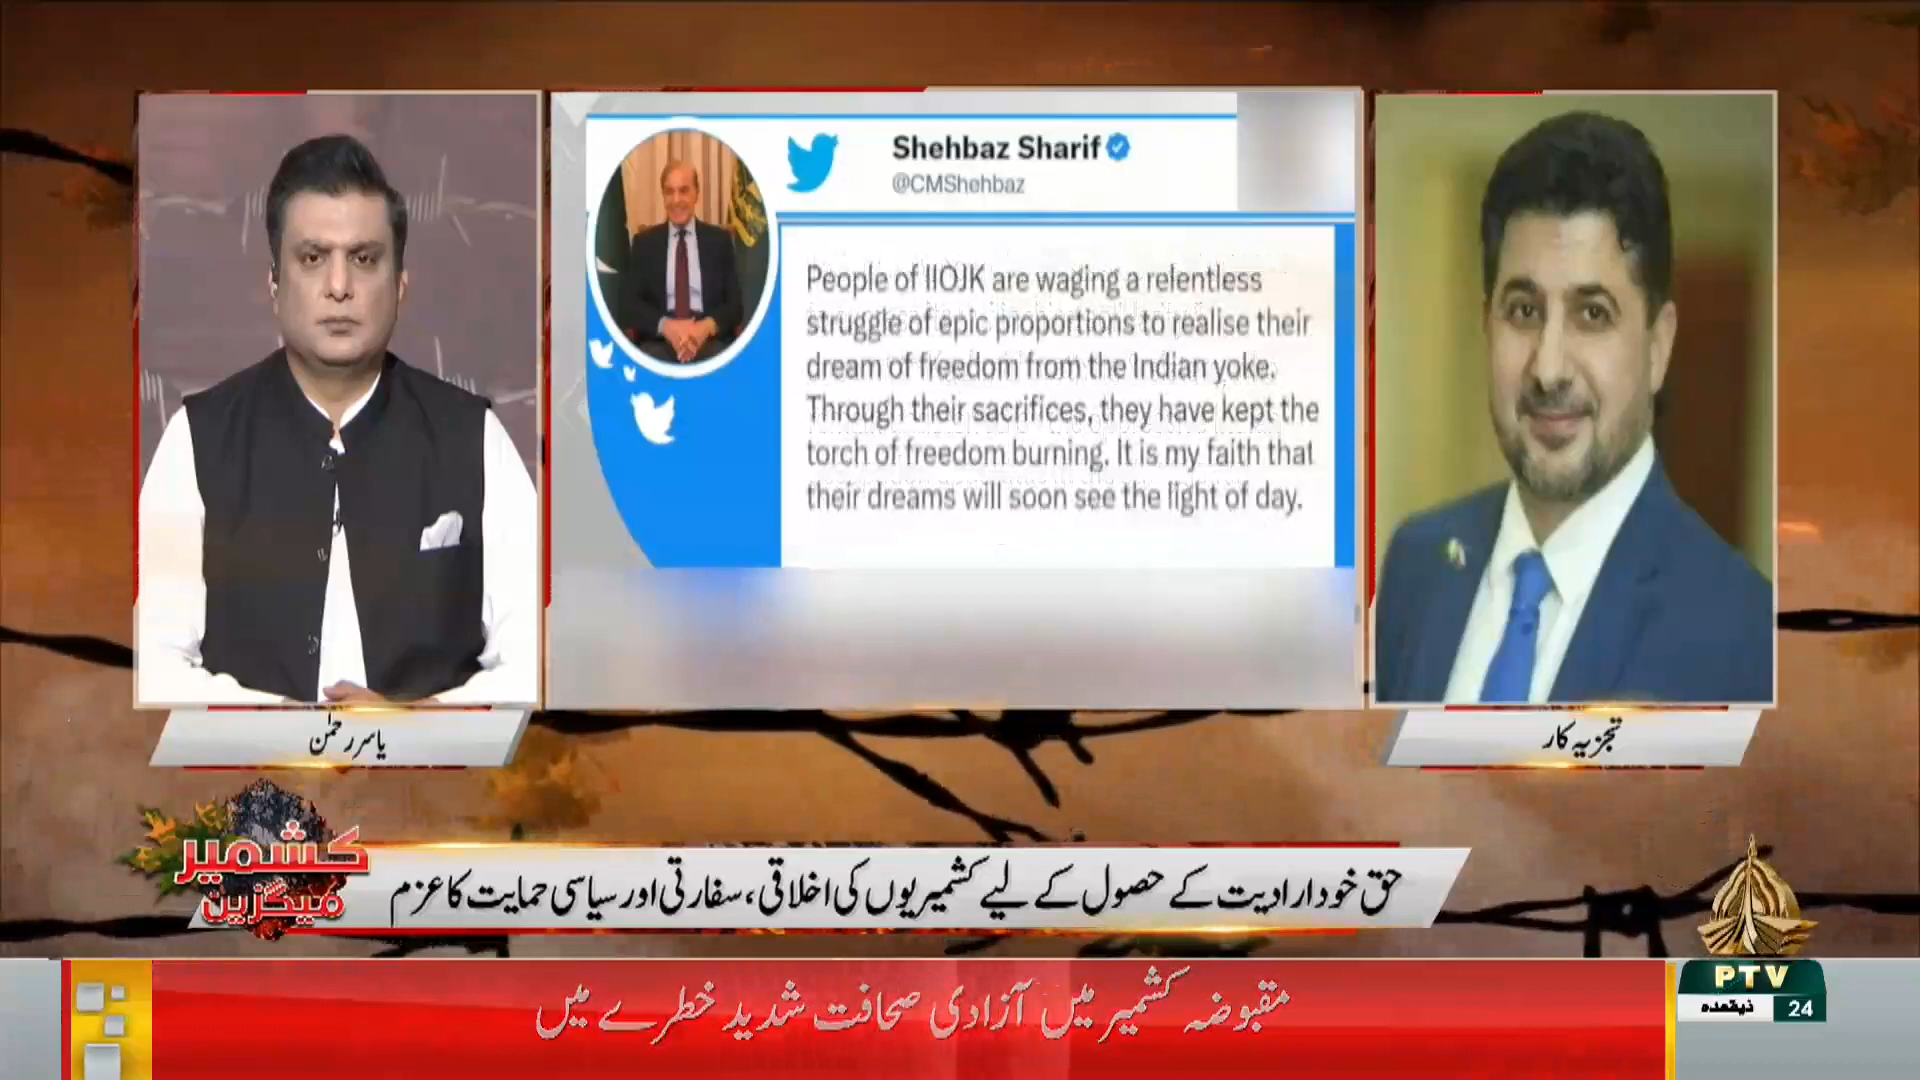 Shehbaz Sharif
@CMShehbaz
People of IIOJK are waging a relentless
struggle of epic proportions to realise their
dream of freedom from the Indian yoke.
Through their sacrifices, they have kept the
torch of freedom burning. It is my faith that
their dreams will soon see the light of day.
یاسر رحمٰن
تجزیہ کار
کشمیر
میگزین
حق خودارادیت کے حصول کے لیے کشمیریوں کی اخلاقی، سفارتی اور سیاسی حمایت کا عزم
PTV
24 ذیقعدہ
مقبوضہ کشمیر میں آزادی صحافت شدید خطرے میں